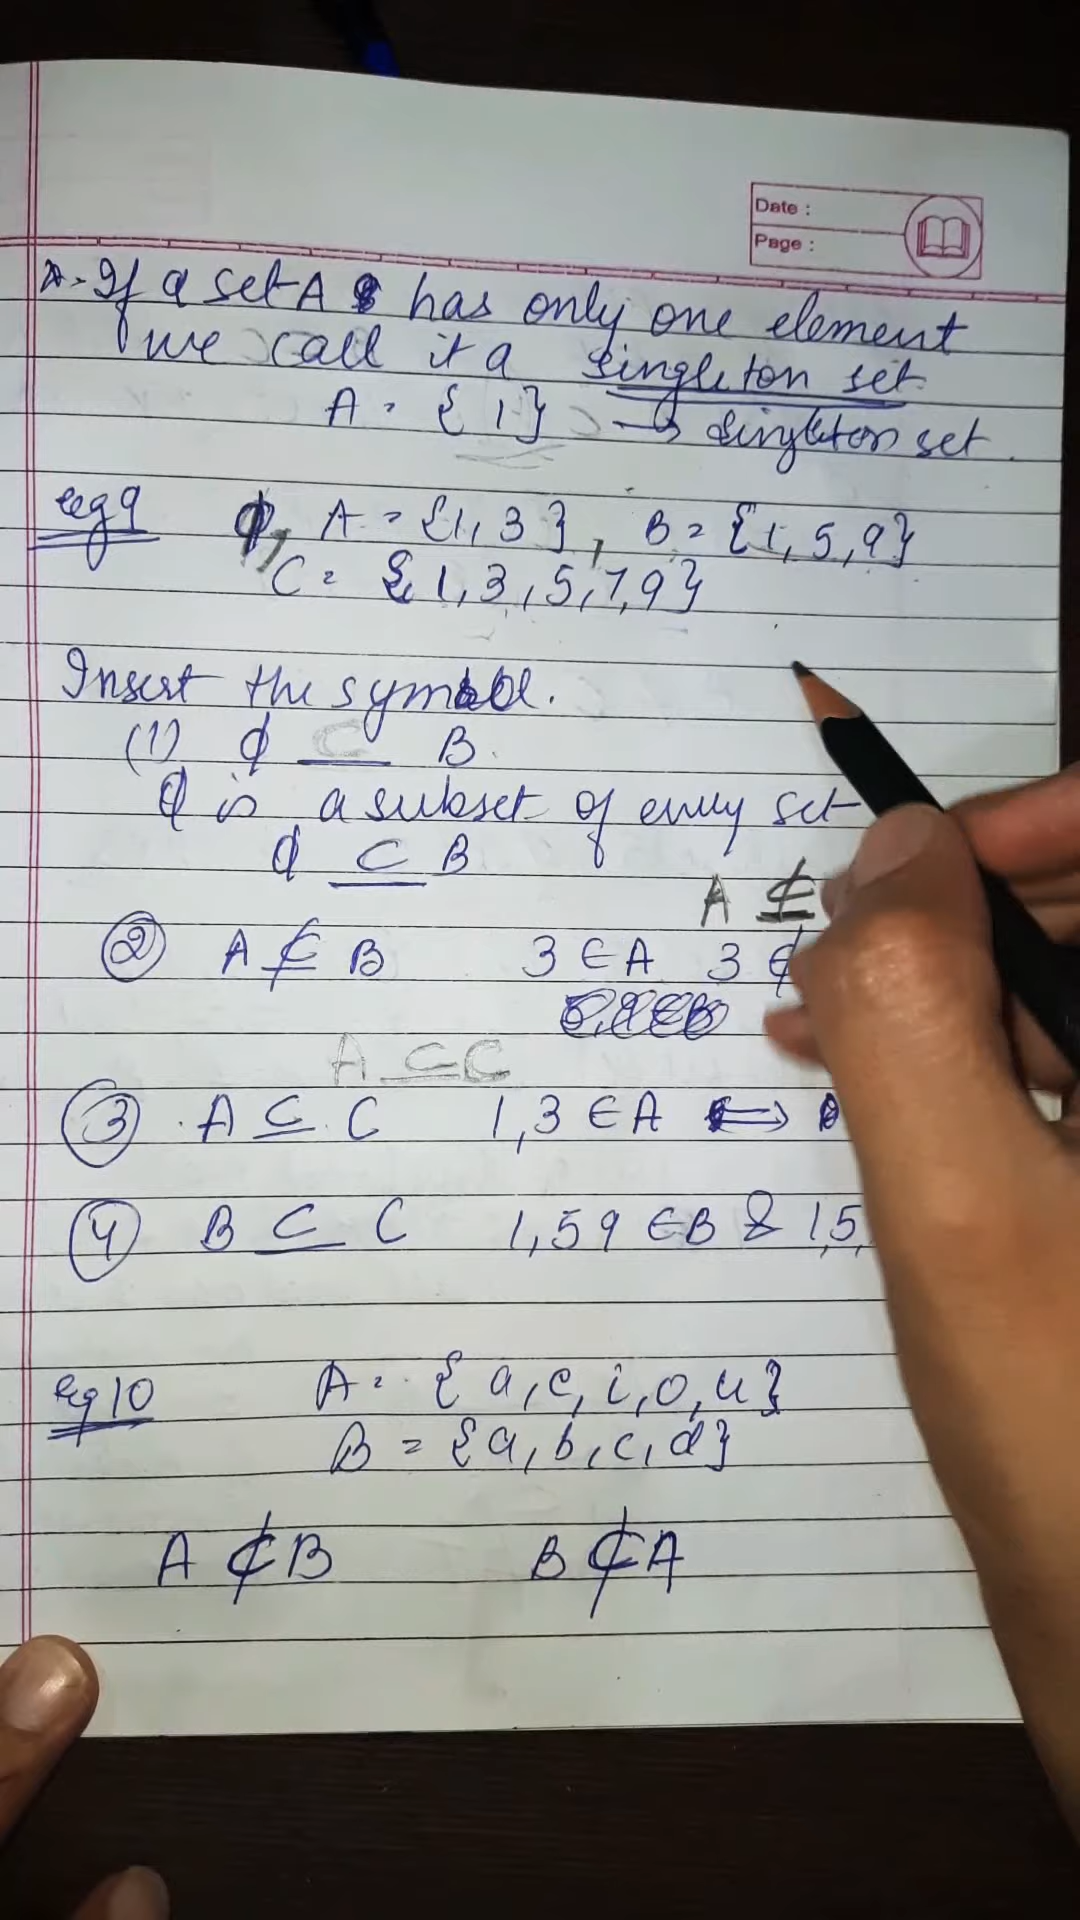 Date :
Page :
If a set A has only one element
we call it a singleton set.
A = {1} → singleton set.
eg 9 φ, A = {1, 3}, B = {1, 5, 9}
C = {1, 3, 5, 7, 9}
Insert the symbol.
(1) φ ⊂ B.
φ is a subset of every set
φ ⊂ B
A ⊄
② A ⊄ B 3 ∈ A 3 ∉
A ⊂ C
③ A ⊂ C 1, 3 ∈ A ⟺
④ B ⊂ C 1, 5 9 ∈ B & 1, 5,
eg 10 A = {a, e, i, o, u}
B = {a, b, c, d}
A ⊄ B B ⊄ A